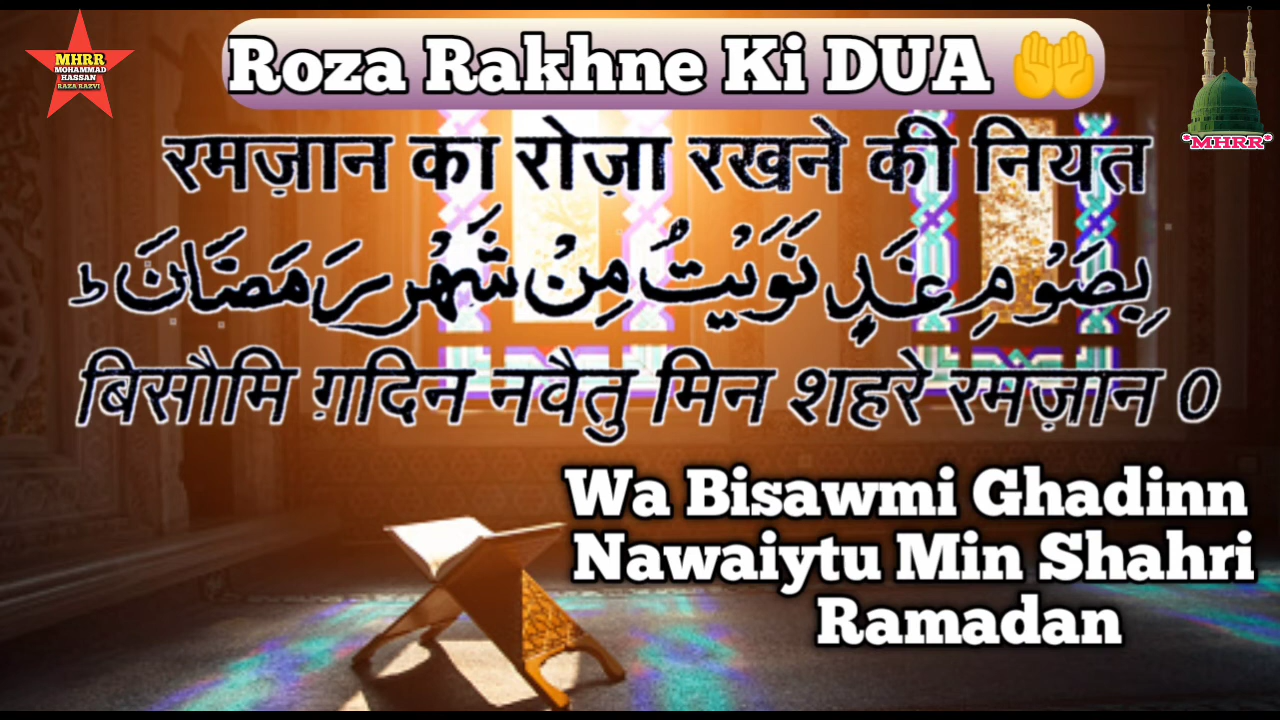 MHRR
MOHAMMAD
HASSAN
RAZA RAZVI
Roza Rakhne Ki DUA 🤲
*MHRR*
रमज़ान का रोज़ा रखने की नियत
بِصَوْمِ غَدٍ نَوَيْتُ مِنْ شَهْرِ رَمَضَانَ ؕ
बिसौमि ग़दिन नवैतु मिन शहरे रमज़ान 0
Wa Bisawmi Ghadinn
Nawaiytu Min Shahri
Ramadan